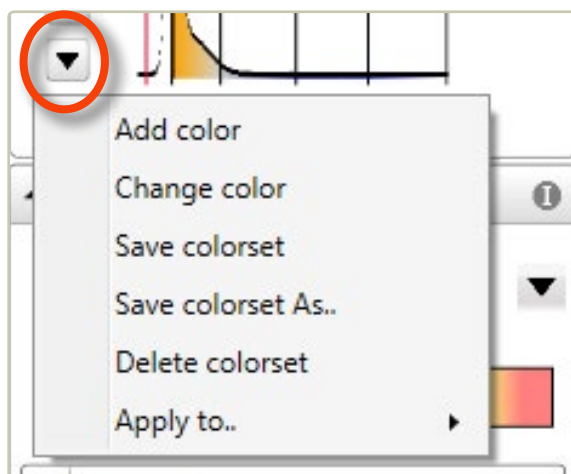 Add color
Change color
Save colorset
Save colorset As..
Delete colorset
Apply to..
I